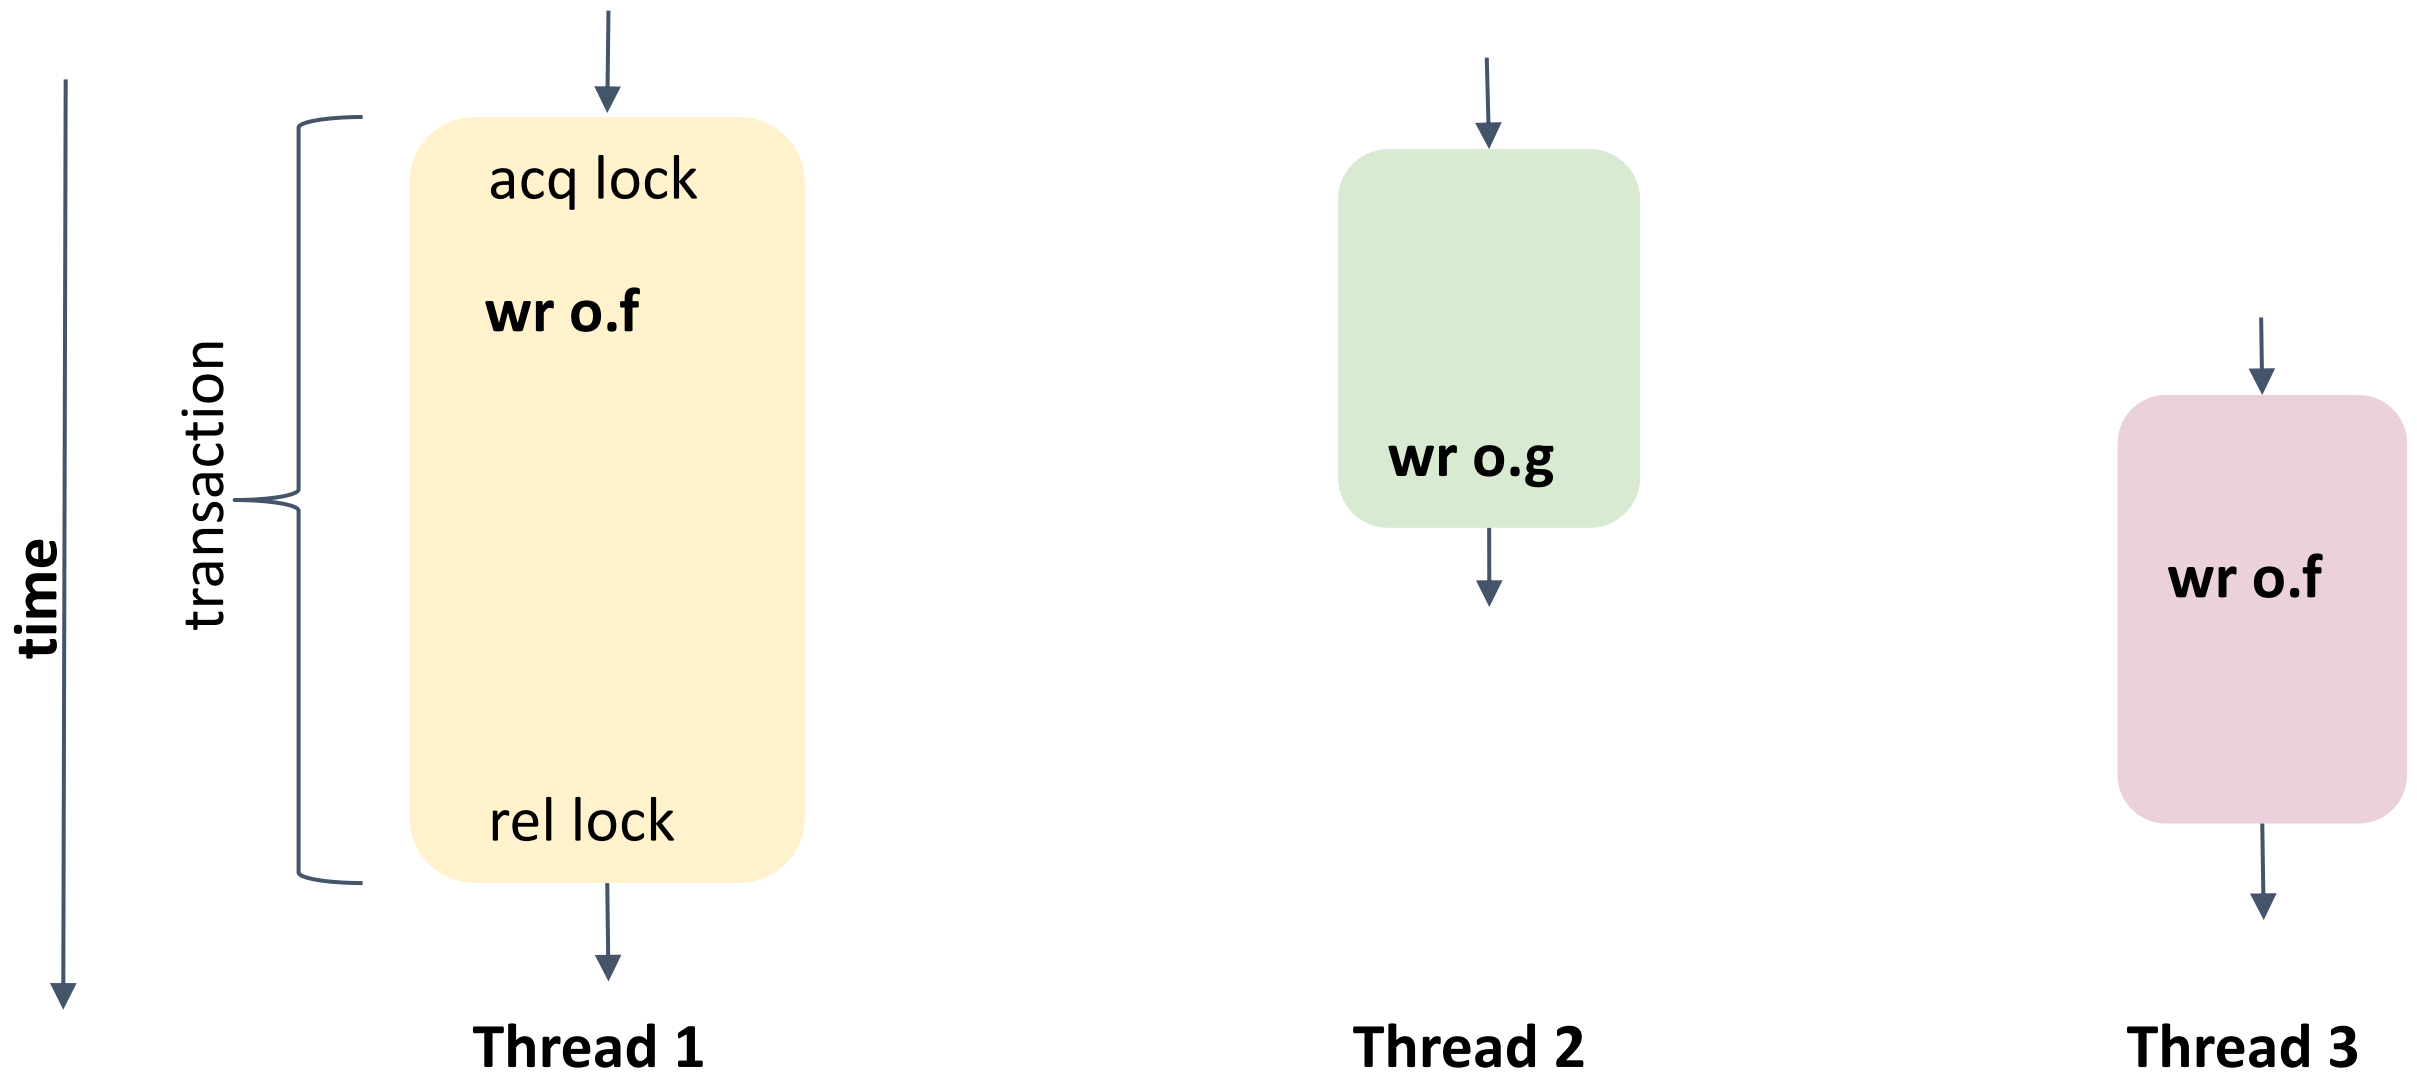 time
transaction
acq lock
wr o.f
rel lock
Thread 1
wr o.g
Thread 2
wr o.f
Thread 3